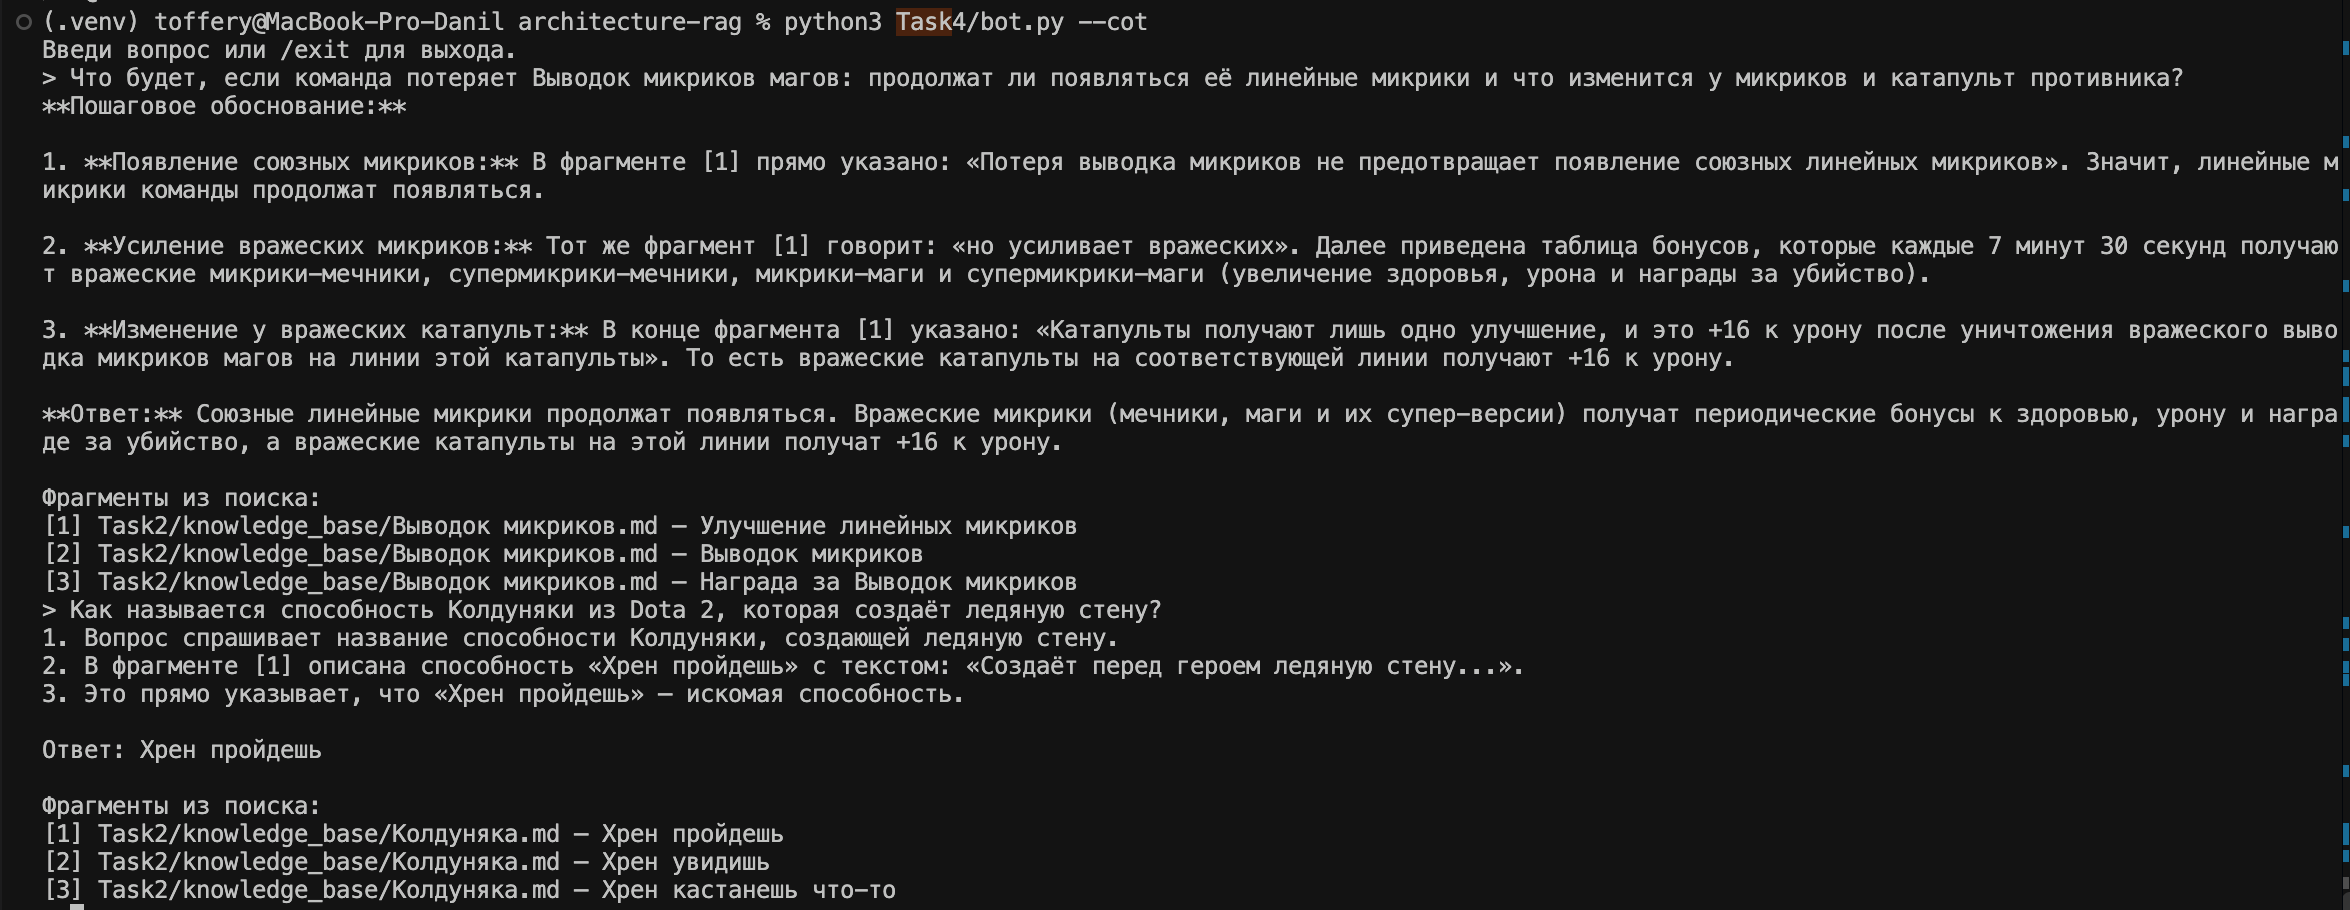 (.venv) toffery@MacBook-Pro-Danil architecture-rag % python3 Task4/bot.py --cot
Введи вопрос или /exit для выхода.
> Что будет, если команда потеряет Выводок микриков магов: продолжат ли появляться её линейные микрики и что изменится у микриков и катапульт противника?
**Пошаговое обоснование:**
1. **Появление союзных микриков:** В фрагменте [1] прямо указано: «Потеря выводка микриков не предотвращает появление союзных линейных микриков». Значит, линейные м
икрики команды продолжат появляться.
2. **Усиление вражеских микриков:** Тот же фрагмент [1] говорит: «но усиливает вражеских». Далее приведена таблица бонусов, которые каждые 7 минут 30 секунд получаю
т вражеские микрики-мечники, супермикрики-мечники, микрики-маги и супермикрики-маги (увеличение здоровья, урона и награды за убийство).
3. **Изменение у вражеских катапульт:** В конце фрагмента [1] указано: «Катапульты получают лишь одно улучшение, и это +16 к урону после уничтожения вражеского выво
дка микриков магов на линии этой катапульты». То есть вражеские катапульты на соответствующей линии получают +16 к урону.
**Ответ:** Союзные линейные микрики продолжат появляться. Вражеские микрики (мечники, маги и их супер-версии) получат периодические бонусы к здоровью, урону и награ
де за убийство, а вражеские катапульты на этой линии получат +16 к урону.
Фрагменты из поиска:
[1] Task2/knowledge_base/Выводок микриков.md — Улучшение линейных микриков
[2] Task2/knowledge_base/Выводок микриков.md — Выводок микриков
[3] Task2/knowledge_base/Выводок микриков.md — Награда за Выводок микриков
> Как называется способность Колдуняки из Dota 2, которая создаёт ледяную стену?
1. Вопрос спрашивает название способности Колдуняки, создающей ледяную стену.
2. В фрагменте [1] описана способность «Хрен пройдешь» с текстом: «Создаёт перед героем ледяную стену...».
3. Это прямо указывает, что «Хрен пройдешь» — искомая способность.
Ответ: Хрен пройдешь
Фрагменты из поиска:
[1] Task2/knowledge_base/Колдуняка.md — Хрен пройдешь
[2] Task2/knowledge_base/Колдуняка.md — Хрен увидишь
[3] Task2/knowledge_base/Колдуняка.md — Хрен кастанешь что-то